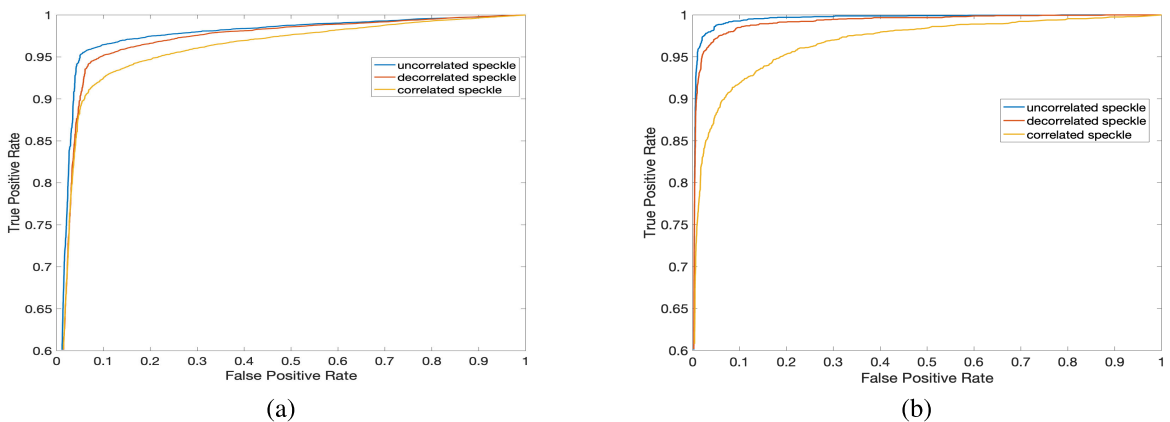 1
0.95
0.9
0.85
0.8
0.75
0.7
0.65
0.6
True Positive Rate
0 0.1 0.2 0.3 0.4 0.5 0.6 0.7 0.8 0.9 1
False Positive Rate
uncorrelated speckle
decorrelated speckle
correlated speckle
(a)
1
0.95
0.9
0.85
0.8
0.75
0.7
0.65
0.6
True Positive Rate
0 0.1 0.2 0.3 0.4 0.5 0.6 0.7 0.8 0.9 1
False Positive Rate
uncorrelated speckle
decorrelated speckle
correlated speckle
(b)